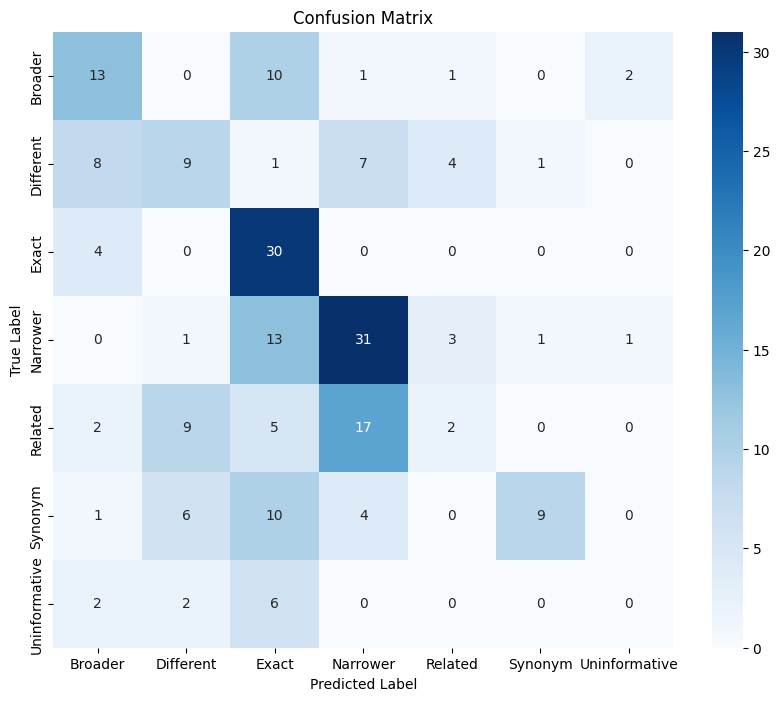 Confusion Matrix
True Label
Broader 13 0 10 1 1 0 2
Different 8 9 1 7 4 1 0
Exact 4 0 30 0 0 0 0
Narrower 0 1 13 31 3 1 1
Related 2 9 5 17 2 0 0
Synonym 1 6 10 4 0 9 0
Uninformative 2 2 6 0 0 0 0
Broader Different Exact Narrower Related Synonym Uninformative
Predicted Label
30
25
20
15
10
5
0